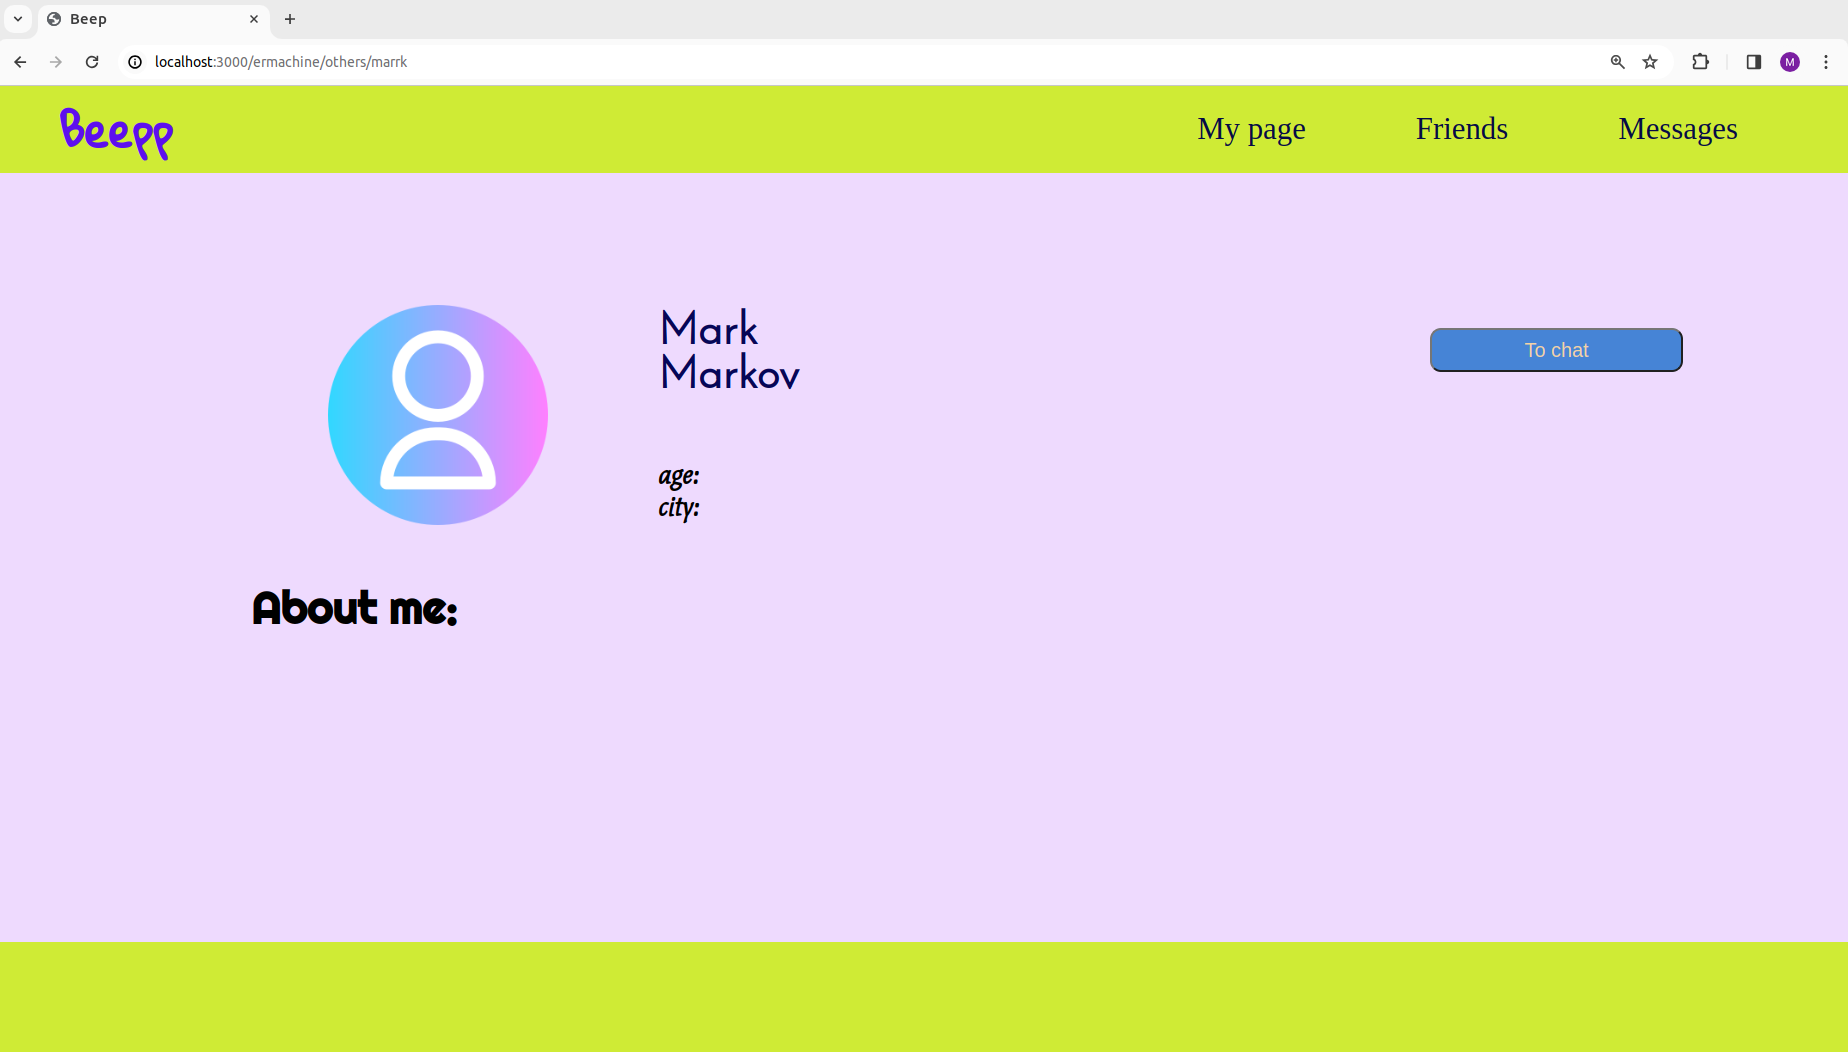 Beep
localhost:3000/ermachine/others/marrk
M
Beepp
My page
Friends
Messages
Mark
Markov
To chat
age:
city:
About me: